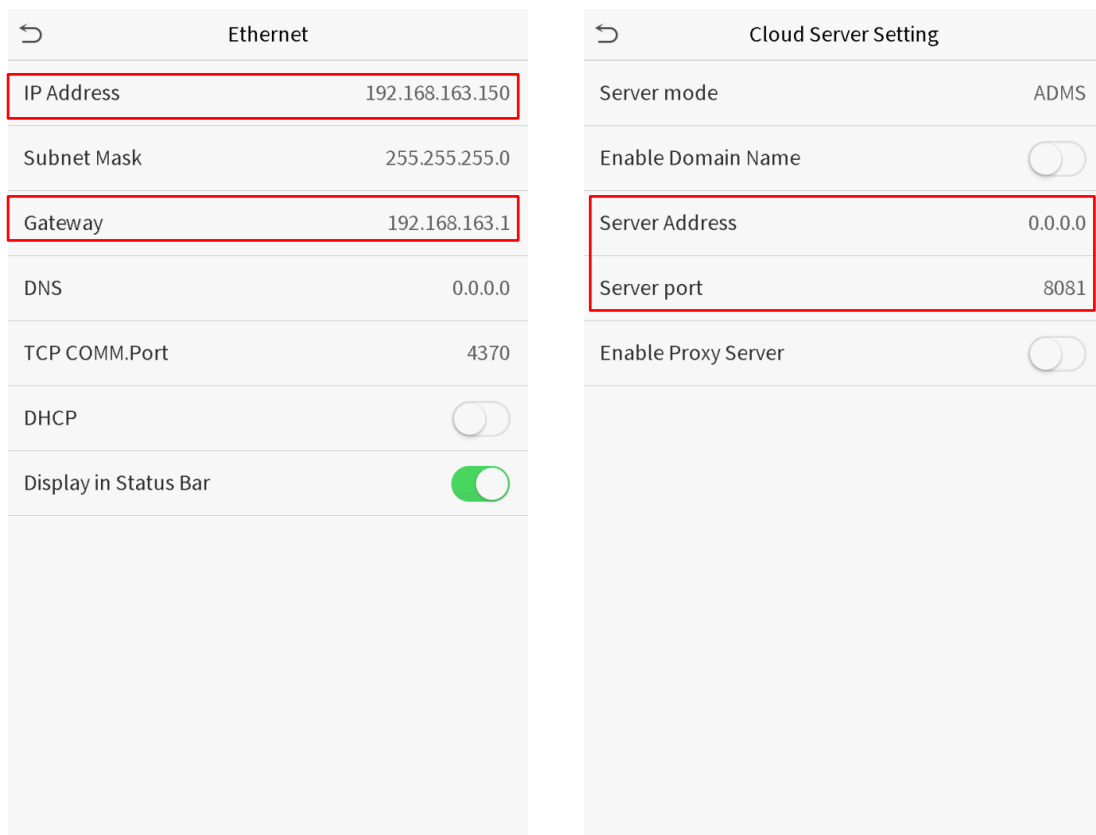 Ethernet
IP Address 192.168.163.150
Subnet Mask 255.255.255.0
Gateway 192.168.163.1
DNS 0.0.0.0
TCP COMM.Port 4370
DHCP
Display in Status Bar
Cloud Server Setting
Server mode ADMS
Enable Domain Name
Server Address 0.0.0.0
Server port 8081
Enable Proxy Server